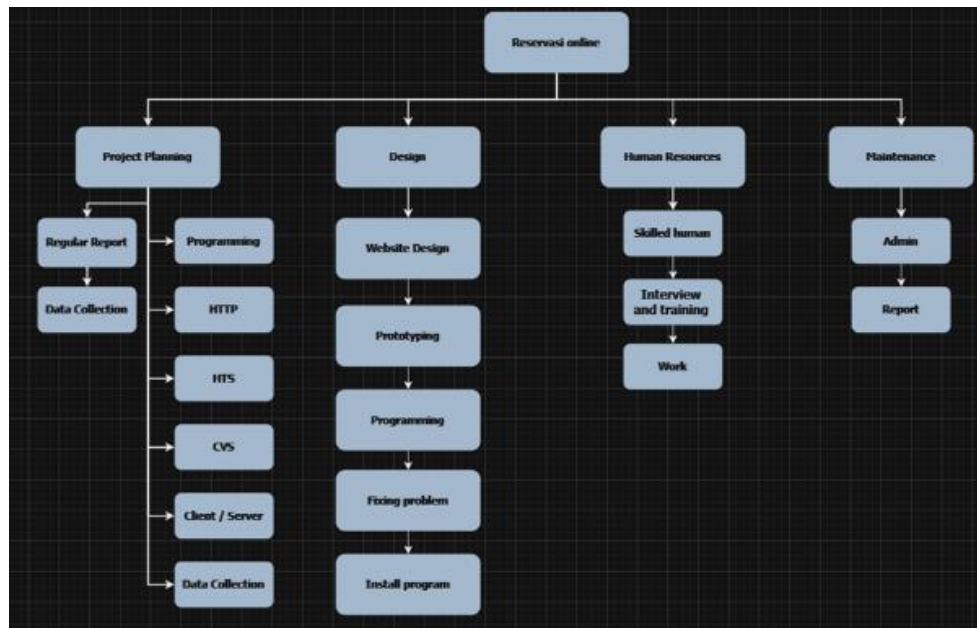 Reservasi online
Project Planning
Design
Human Resources
Maintenance
Regular Report
Data Collection
Programming
HTTP
HTS
CVS
Client / Server
Data Collection
Website Design
Prototyping
Programming
Fixing problem
Install program
Skilled human
Interview
and training
Work
Admin
Report